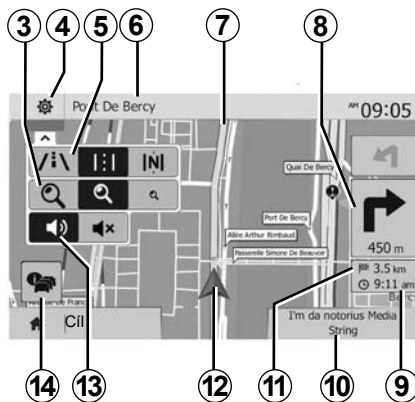 3 4 5 6 7 8
Pont De Bercy
AM 09:05
N
Quai De Bercy
Port De Bercy
Allée Arthur Rimbaud
Passerelle Simone De Beauvoir
450 m
3.5 km
9:11 am
Cíl
I'm da notorius Media
String
14 13 12 11 10 9